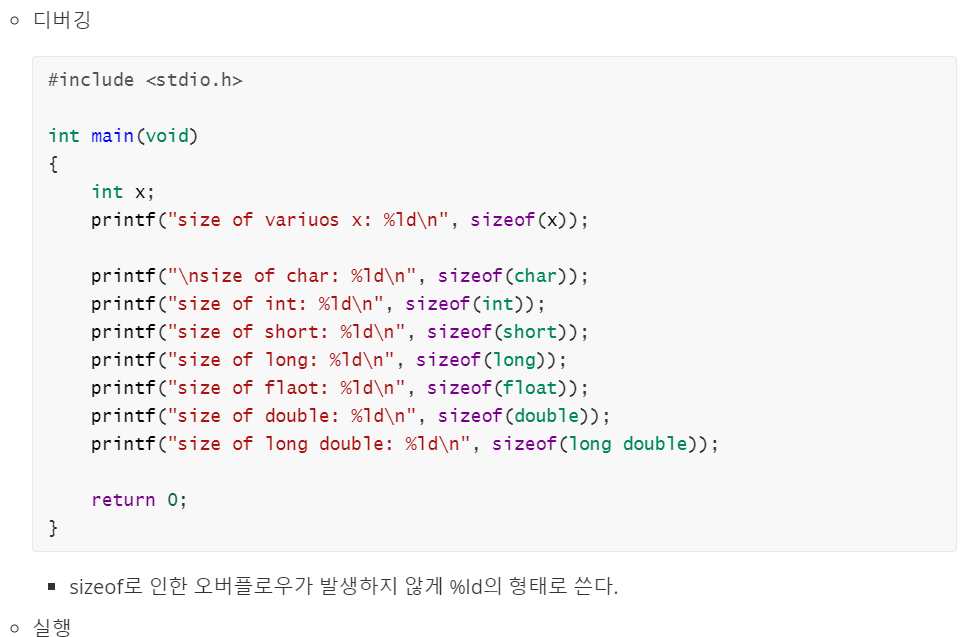 디버깅
#include <stdio.h>
int main(void)
{
    int x;
    printf("size of variuos x: %ld\n", sizeof(x));
    printf("\nsize of char: %ld\n", sizeof(char));
    printf("size of int: %ld\n", sizeof(int));
    printf("size of short: %ld\n", sizeof(short));
    printf("size of long: %ld\n", sizeof(long));
    printf("size of flaot: %ld\n", sizeof(float));
    printf("size of double: %ld\n", sizeof(double));
    printf("size of long double: %ld\n", sizeof(long double));
    return 0;
}
sizeof로 인한 오버플로우가 발생하지 않게 %ld의 형태로 쓴다.
실행